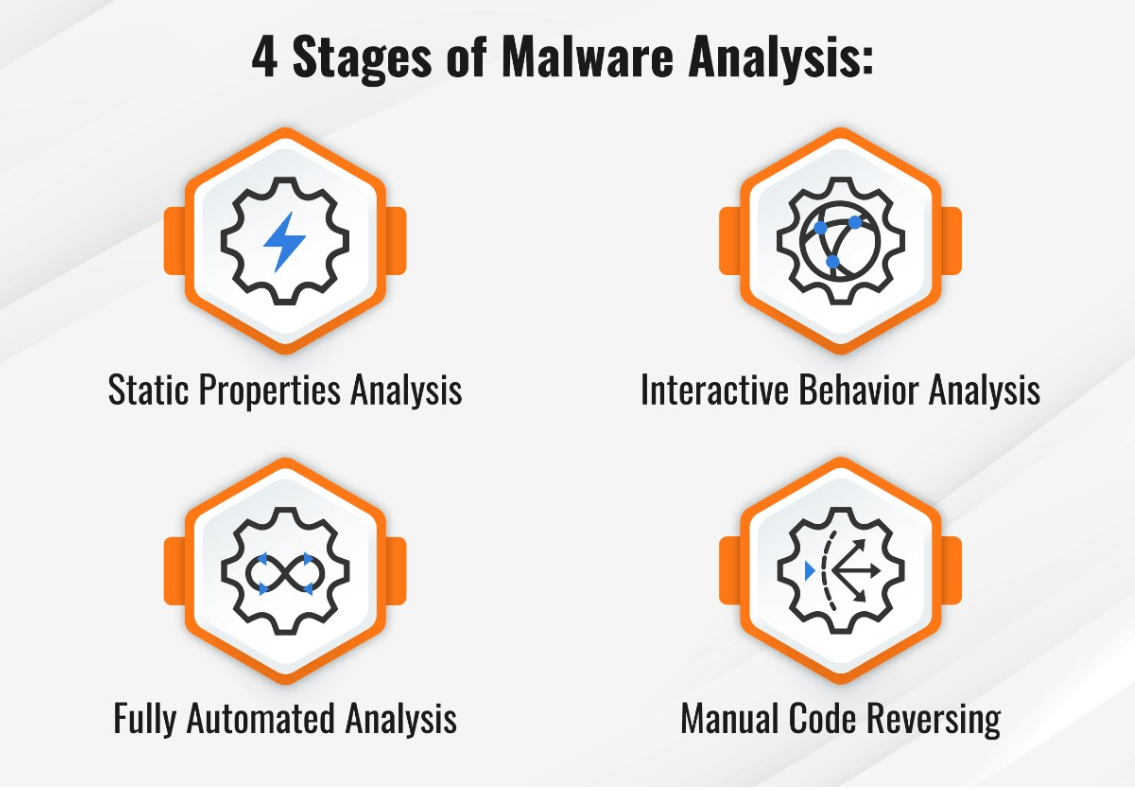 4 Stages of Malware Analysis:
Static Properties Analysis
Interactive Behavior Analysis
Fully Automated Analysis
Manual Code Reversing